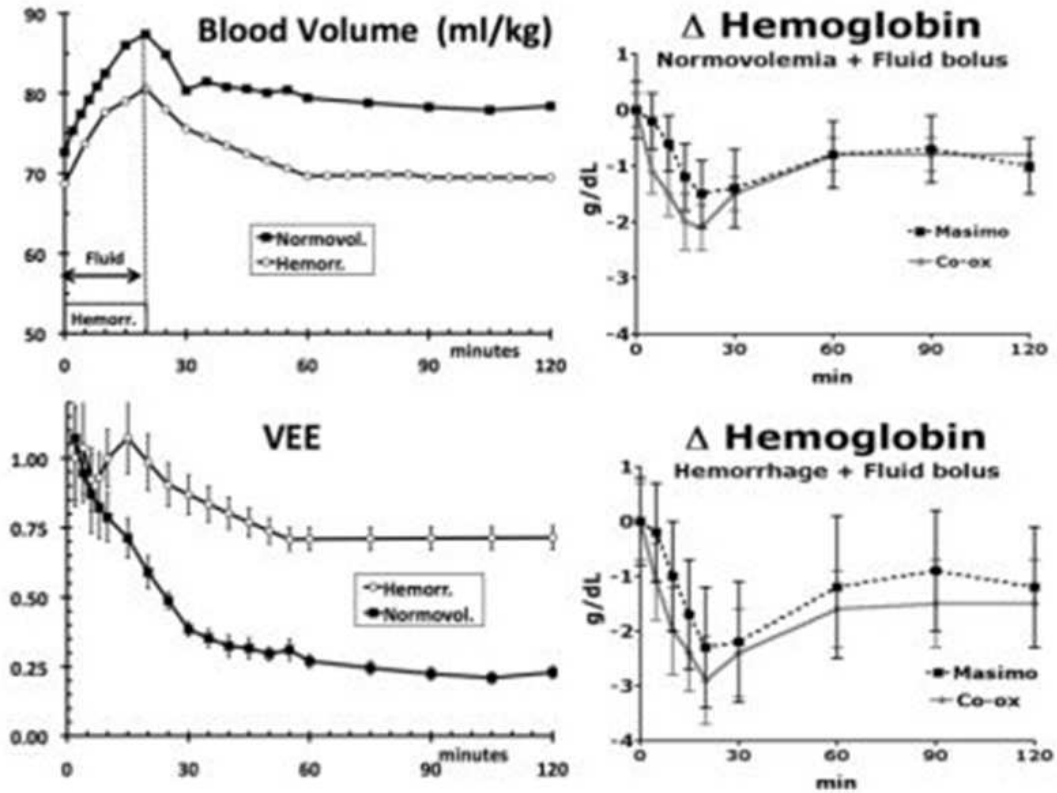 Blood Volume (ml/kg)
90
80
70
60
50
Normovol.
Hemorr.
Fluid
Hemorr.
minutes
0
30
60
90
120
Δ Hemoglobin
Normovolemia + Fluid bolus
1
0
-1
-2
-3
-4
g/dL
Masimo
Co-ox
0
30
60
90
120
min
VEE
1.00
0.75
0.50
0.25
0.00
Hemorr.
Normovol.
minutes
0
30
60
90
120
Δ Hemoglobin
Hemorrhage + Fluid bolus
1
0
-1
-2
-3
-4
g/dL
Masimo
Co-ox
0
30
60
90
120
min